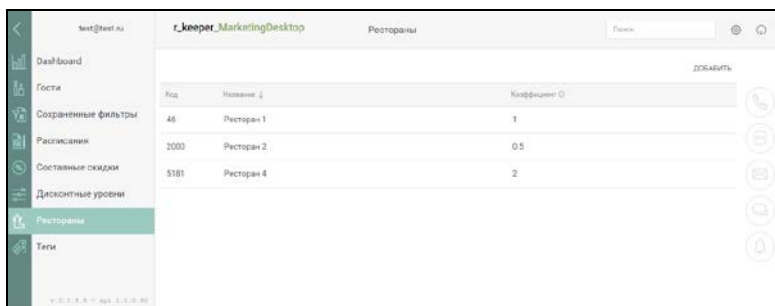 test@test.ru
r_keeper_MarketingDesktop
Рестораны
Поиск
Dashboard
Гости
Сохраненные фильтры
Расписания
Составные скидки
Дисконтные уровни
Рестораны
Теги
ДОБАВИТЬ
Код Название ↓ Коэффициент
46 Ресторан 1 1
2000 Ресторан 2 0.5
5181 Ресторан 4 2